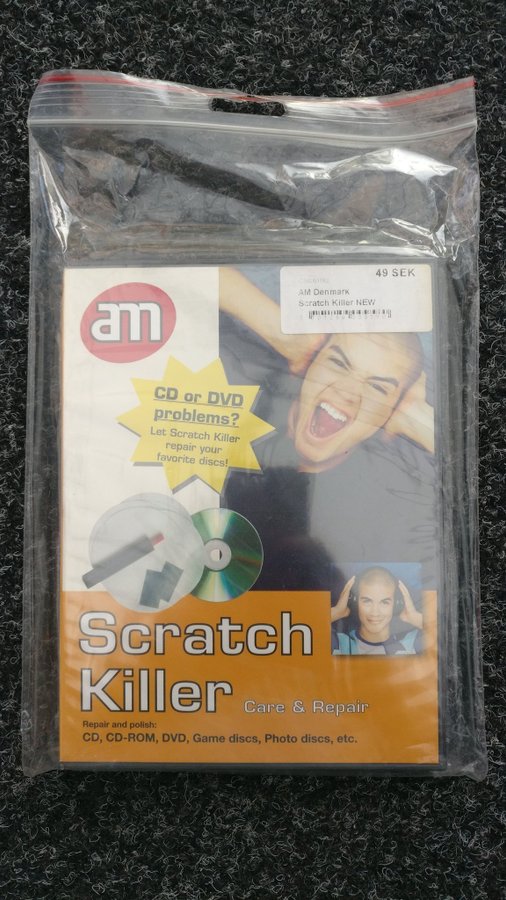 49 SEK
AM Denmark
Scratch Killer NEW
am
CD or DVD
problems?
Let Scratch Killer
repair your
favorite discs!
Scratch
Killer Care & Repair
Repair and polish:
CD, CD-ROM, DVD, Game discs, Photo discs, etc.